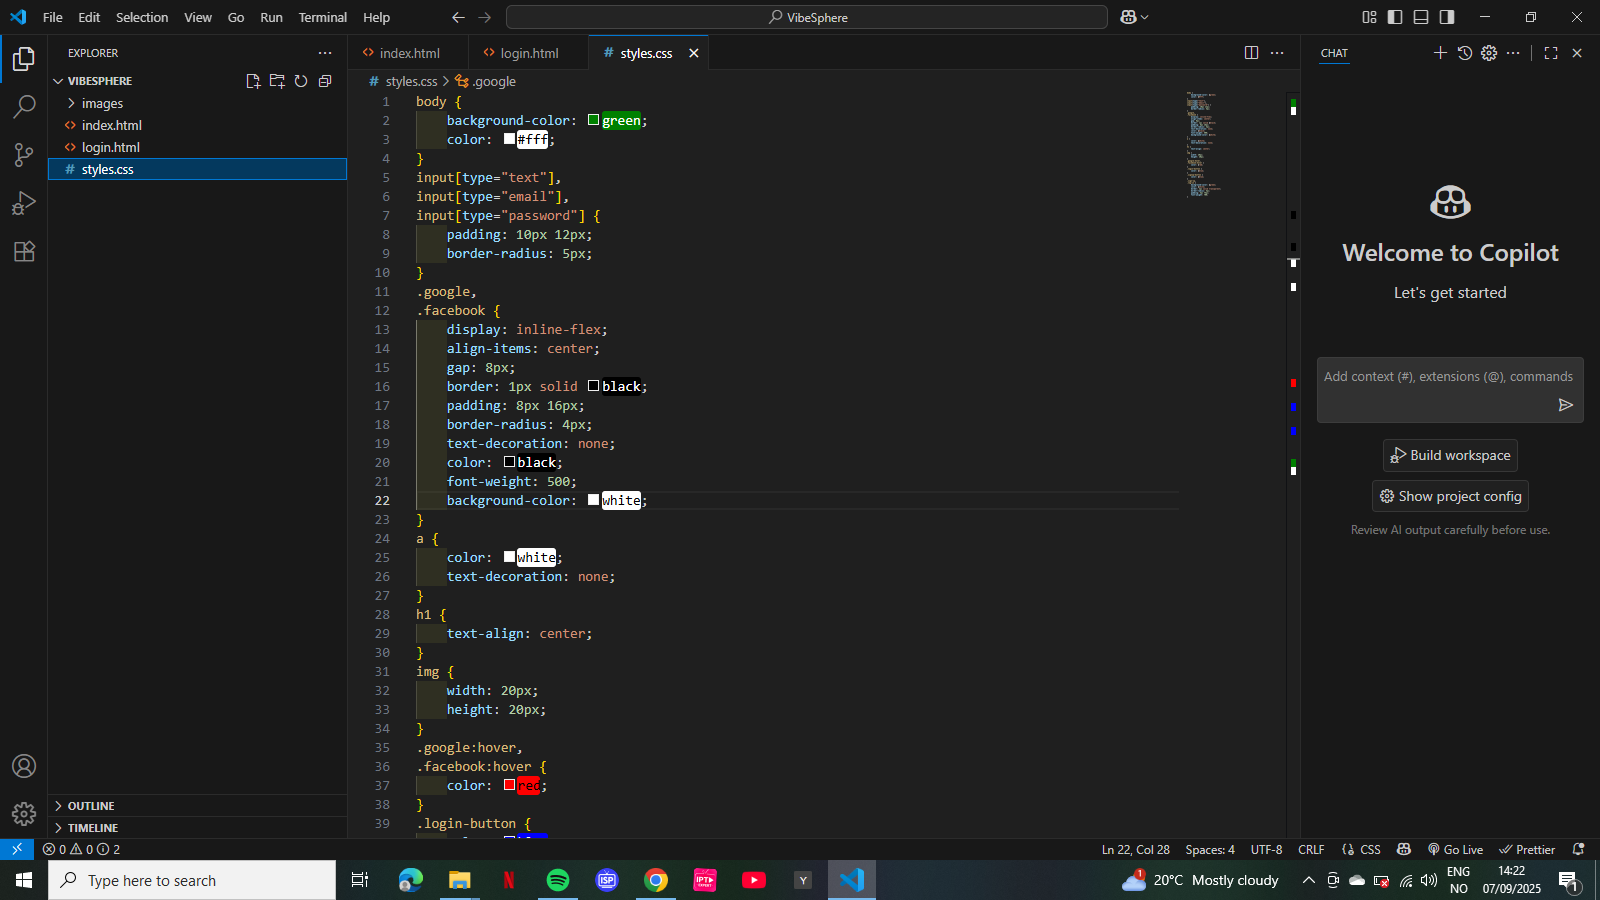 File Edit Selection View Go Run Terminal Help
VibeSphere
EXPLORER
VIBESPHERE
images
index.html
login.html
styles.css
OUTLINE
TIMELINE
index.html
login.html
# styles.css
# styles.css > .google
1 body {
2 background-color: green;
3 color: #fff;
4 }
5 input[type="text"],
6 input[type="email"],
7 input[type="password"] {
8 padding: 10px 12px;
9 border-radius: 5px;
10 }
11 .google,
12 .facebook {
13 display: inline-flex;
14 align-items: center;
15 gap: 8px;
16 border: 1px solid black;
17 padding: 8px 16px;
18 border-radius: 4px;
19 text-decoration: none;
20 color: black;
21 font-weight: 500;
22 background-color: white;
23 }
24 a {
25 color: white;
26 text-decoration: none;
27 }
28 h1 {
29 text-align: center;
30 }
31 img {
32 width: 20px;
33 height: 20px;
34 }
35 .google:hover,
36 .facebook:hover {
37 color: red;
38 }
39 .login-button {
CHAT
Welcome to Copilot
Let's get started
Add context (#), extensions (@), commands
Build workspace
Show project config
Review AI output carefully before use.
0 0 2
Ln 22, Col 28 Spaces: 4 UTF-8 CRLF {} CSS Go Live Prettier
Type here to search
N
ISP
IPT
EXPERT
Y
1
20°C Mostly cloudy
ENG
NO
14:22
07/09/2025
1